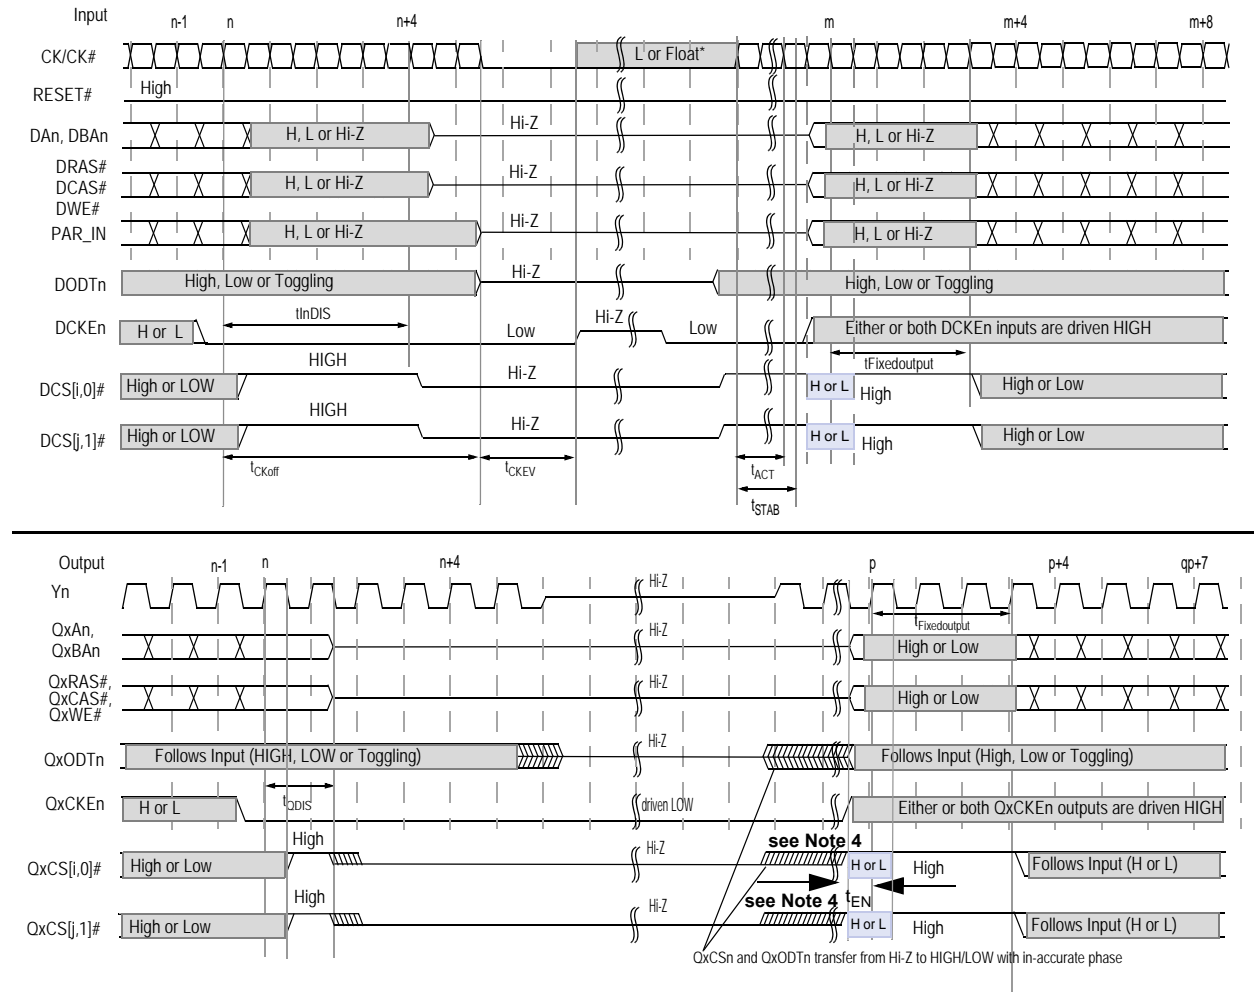 Input
n-1 n n+4 m m+4 m+8
CK/CK# L or Float*
RESET# High
DAn, DBAn H, L or Hi-Z Hi-Z H, L or Hi-Z
DRAS#
DCAS# H, L or Hi-Z Hi-Z H, L or Hi-Z
DWE#
PAR_IN H, L or Hi-Z Hi-Z H, L or Hi-Z
DODTn High, Low or Toggling Hi-Z High, Low or Toggling
tInDIS
DCKEn H or L Low Hi-Z Low Either or both DCKEn inputs are driven HIGH
tFixedoutput
HIGH
DCS[i,0]# High or LOW Hi-Z H or L High High or Low
HIGH
DCS[j,1]# High or LOW Hi-Z H or L High High or Low
tCKoff tCKEV tACT
tSTAB
Output
n-1 n n+4 p p+4 qp+7
Yn Hi-Z
tFixedoutput
QxAn,
QxBAn Hi-Z High or Low
QxRAS#,
QxCAS#, Hi-Z High or Low
QxWE#
QxODTn Follows Input (HIGH, LOW or Toggling) Hi-Z Follows Input (High, Low or Toggling)
QxCKEn H or L tQDIS driven LOW Either or both QxCKEn outputs are driven HIGH
High Hi-Z see Note 4
QxCS[i,0]# High or Low H or L High Follows Input (H or L)
High Hi-Z see Note 4 tEN
QxCS[j,1]# High or Low H or L High Follows Input (H or L)
QxCSn and QxODTn transfer from Hi-Z to HIGH/LOW with in-accurate phase